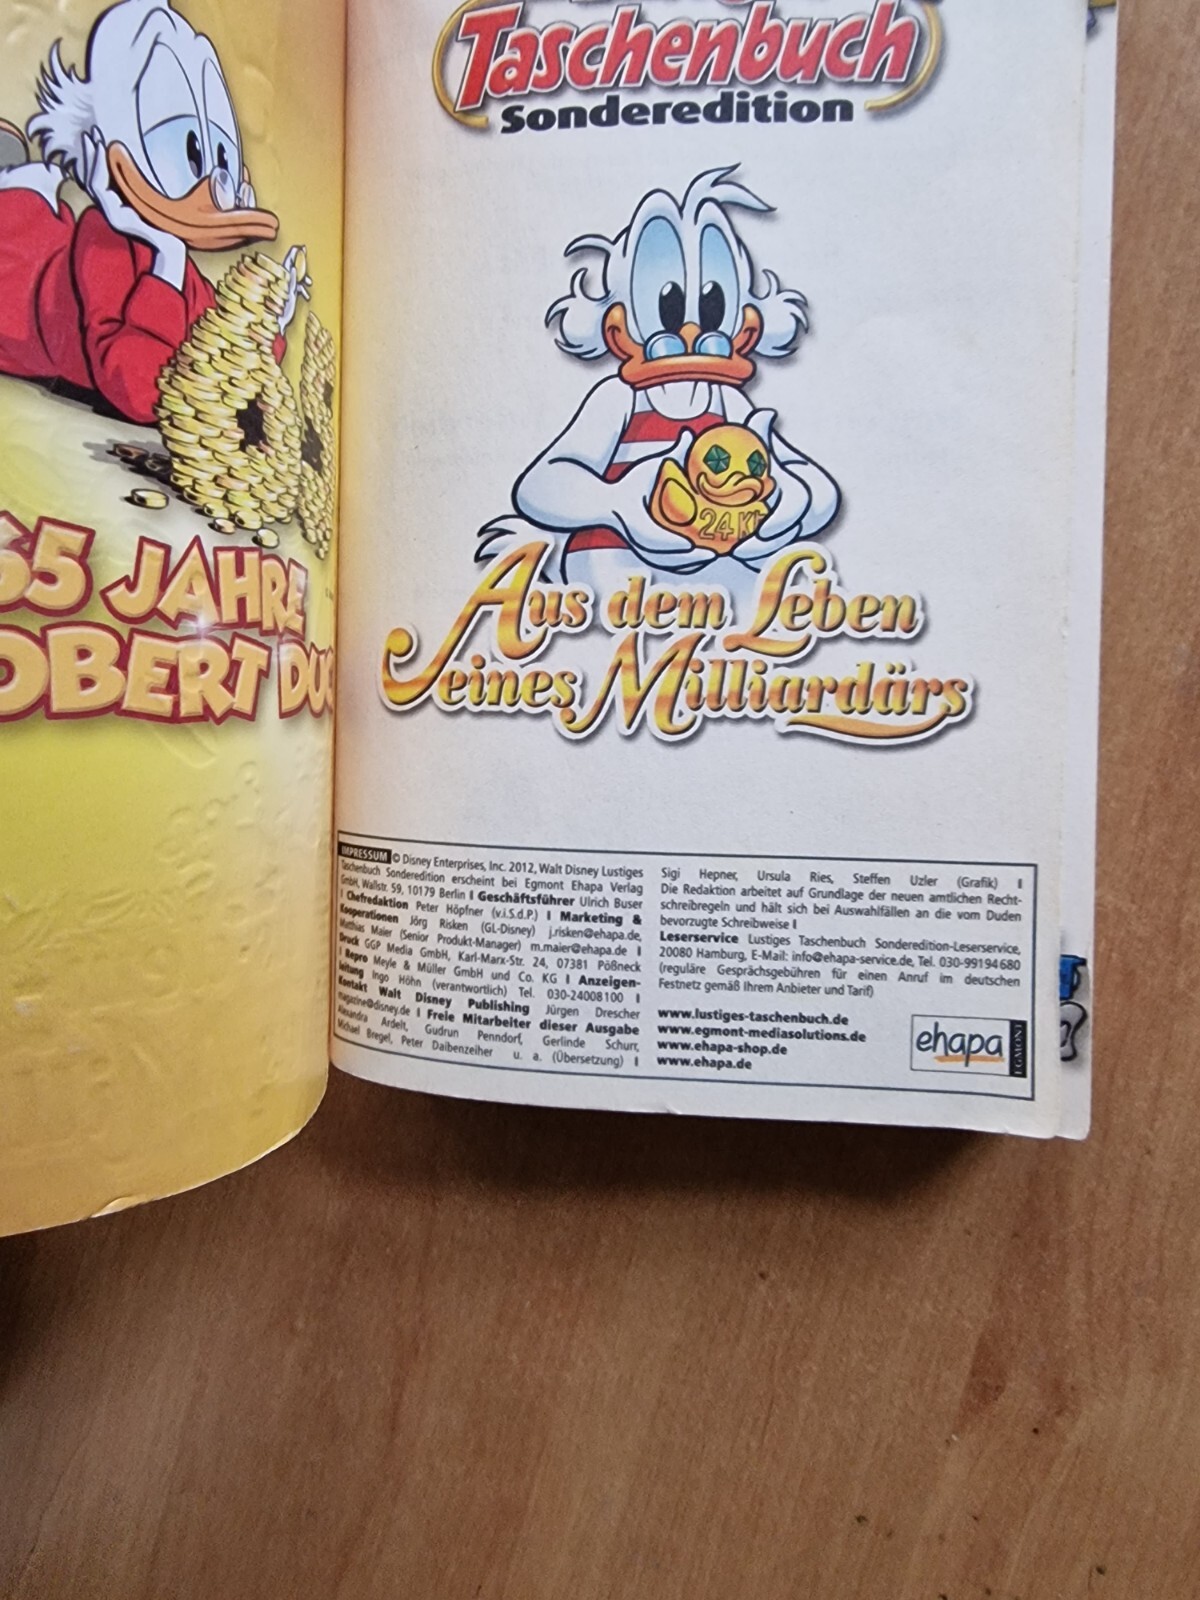 Taschenbuch
Sonderedition
24 K
65 JAHRE
OBERT DUC
Aus dem Leben
eines Milliardärs
IMPRESSUM © Disney Enterprises, Inc. 2012, Walt Disney Lustiges
Taschenbuch Sonderedition erscheint bei Egmont Ehapa Verlag
GmbH, Wallstr. 59, 10179 Berlin I Geschäftsführer Ulrich Buser
I Chefredaktion Peter Höpfner (v.i.S.d.P.) I Marketing &
Kooperationen Jörg Risken (GL-Disney) j.risken@ehapa.de,
Matthias Maier (Senior Produkt-Manager) m.maier@ehapa.de I
Druck GGP Media GmbH, Karl-Marx-Str. 24, 07381 Pößneck
I Repro Meyle & Müller GmbH und Co. KG I Anzeigen-
leitung Ingo Höhn (verantwortlich) Tel. 030-24008100 I
Kontakt Walt Disney Publishing Jürgen Drescher
magazine@disney.de I Freie Mitarbeiter dieser Ausgabe
Alexandra Ardelt, Gudrun Penndorf, Gerlinde Schurr,
Michael Bregel, Peter Daibenzeiher u. a. (Übersetzung) I
Sigi Hepner, Ursula Ries, Steffen Uzler (Grafik) I
Die Redaktion arbeitet auf Grundlage der neuen amtlichen Recht-
schreibregeln und hält sich bei Auswahlfällen an die vom Duden
bevorzugte Schreibweise I
Leserservice Lustiges Taschenbuch Sonderedition-Leserservice,
20080 Hamburg, E-Mail: info@ehapa-service.de, Tel. 030-99194680
(reguläre Gesprächsgebühren für einen Anruf im deutschen
Festnetz gemäß Ihrem Anbieter und Tarif)
www.lustiges-taschenbuch.de
www.egmont-mediasolutions.de
www.ehapa-shop.de
www.ehapa.de
ehapa
EGMONT